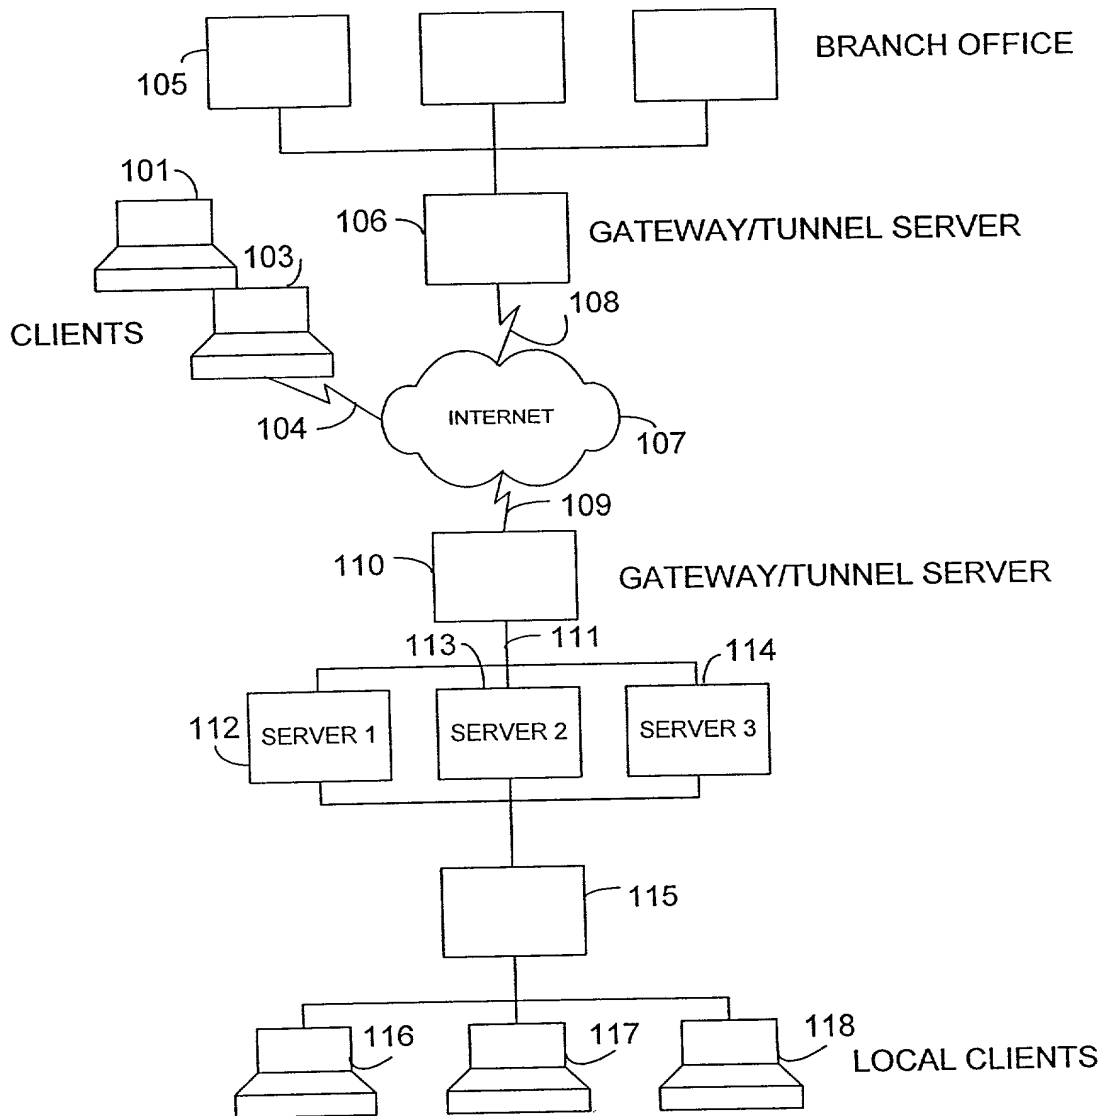 BRANCH OFFICE
105
101
106
GATEWAY/TUNNEL SERVER
103
108
CLIENTS
INTERNET
104
107
109
110
GATEWAY/TUNNEL SERVER
113
111
114
112
SERVER 1
SERVER 2
SERVER 3
115
116
117
118
LOCAL CLIENTS